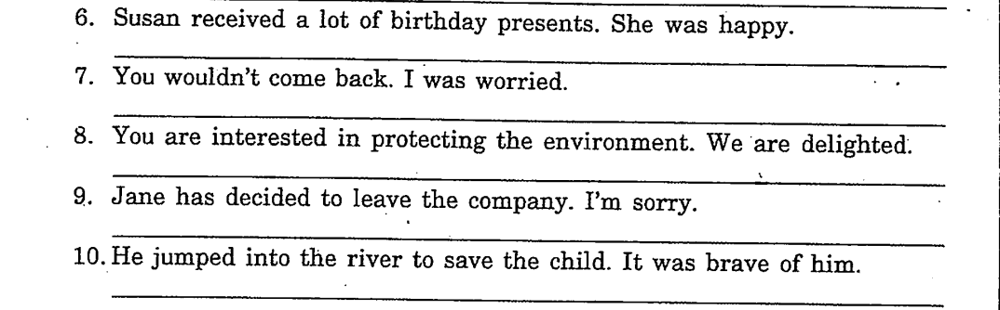 6. Susan received a lot of birthday presents. She was happy.
7. You wouldn't come back. I was worried.
8. You are interested in protecting the environment. We are delighted.
9. Jane has decided to leave the company. I'm sorry.
10. He jumped into the river to save the child. It was brave of him.